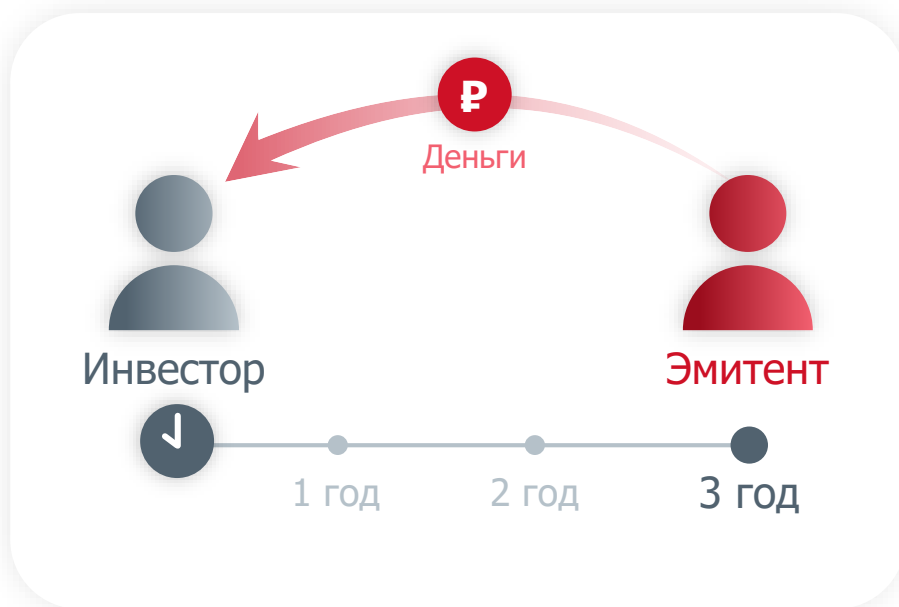 ₽
Деньги
Инвестор
Эмитент
1 год
2 год
3 год